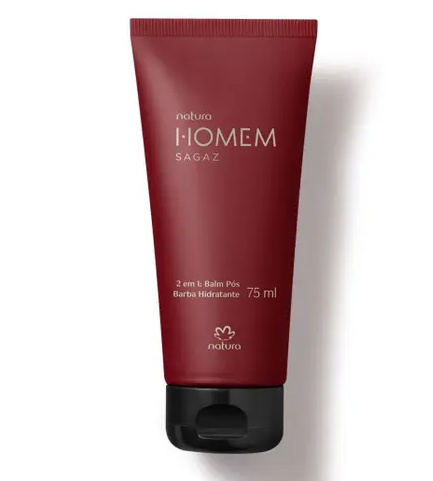 natura
HOMEM
SAGAZ
2 em 1: Balm Pós
Barba Hidratante 75 ml
natura